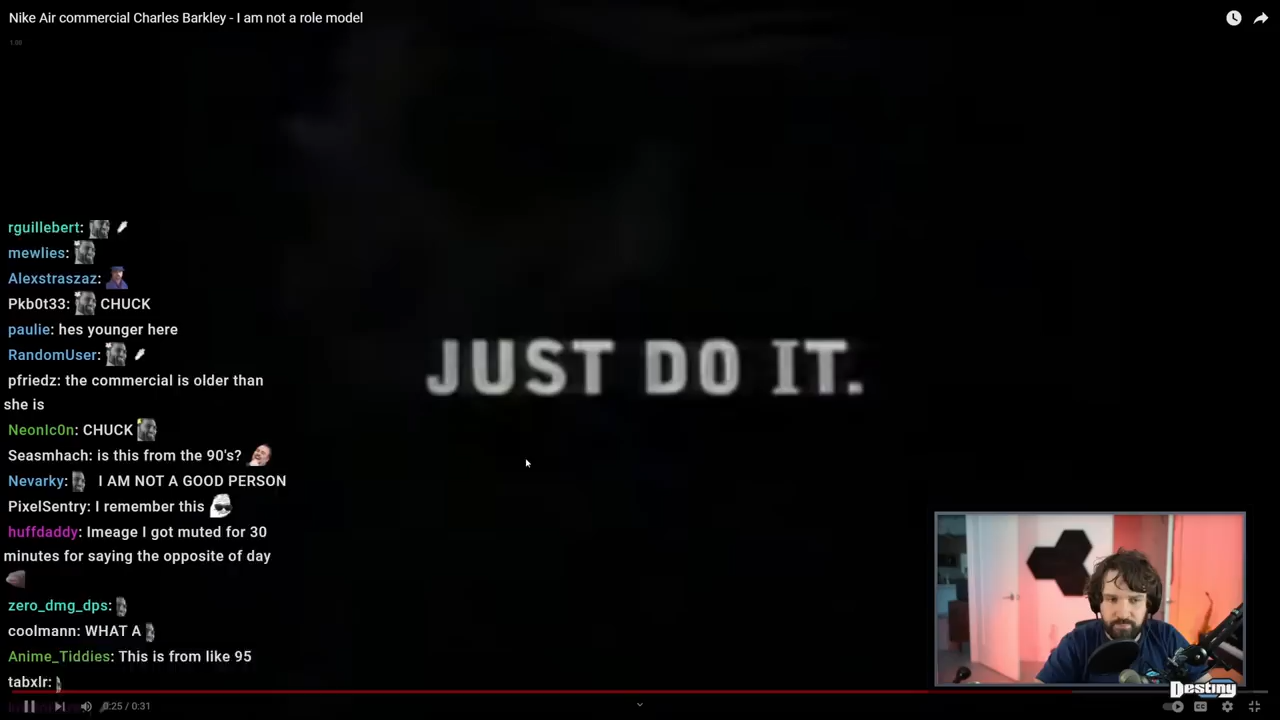 Nike Air commercial Charles Barkley - I am not a role model
1.00
rguillebert:
mewlies:
Alexstraszaz:
Pkb0t33: CHUCK
paulie: hes younger here
RandomUser:
pfriedz: the commercial is older than
she is
JUST DO IT.
NeonIc0n: CHUCK
Seasmhach: is this from the 90's?
Nevarky: I AM NOT A GOOD PERSON
PixelSentry: I remember this
huffdaddy: Imeage I got muted for 30
minutes for saying the opposite of day
zero_dmg_dps:
coolmann: WHAT A
Anime_Tiddies: This is from like 95
tabxlr:
Destiny
0:25 / 0:31
CC